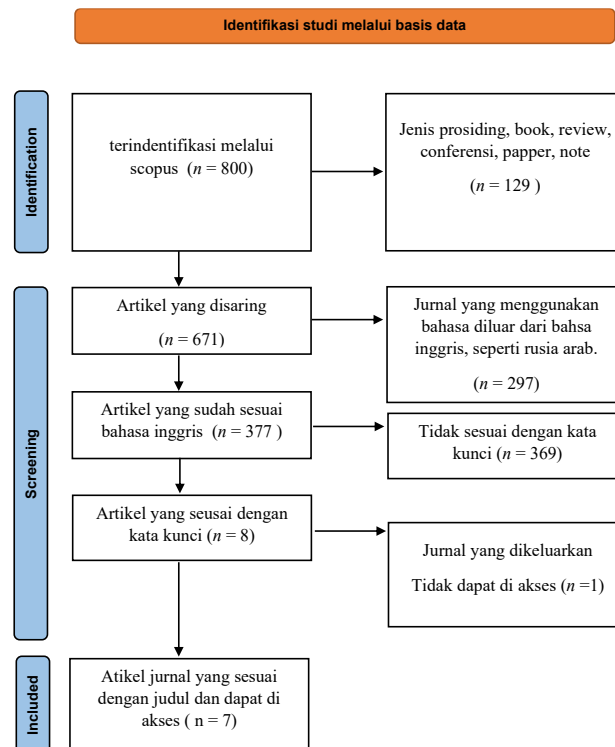 Identifikasi studi melalui basis data
Identification
terindentifikasi melalui
scopus (n = 800)
Jenis prosiding, book, review,
conferensi, papper, note
(n = 129 )
Screening
Artikel yang disaring
(n = 671)
Jurnal yang menggunakan
bahasa diluar dari bahsa
inggris, seperti rusia arab.
(n = 297)
Artikel yang sudah sesuai
bahasa inggris (n = 377 )
Tidak sesuai dengan kata
kunci (n = 369)
Artikel yang seusai dengan
kata kunci (n = 8)
Jurnal yang dikeluarkan
Tidak dapat di akses (n =1)
Included
Atikel jurnal yang sesuai
dengan judul dan dapat di
akses ( n = 7)